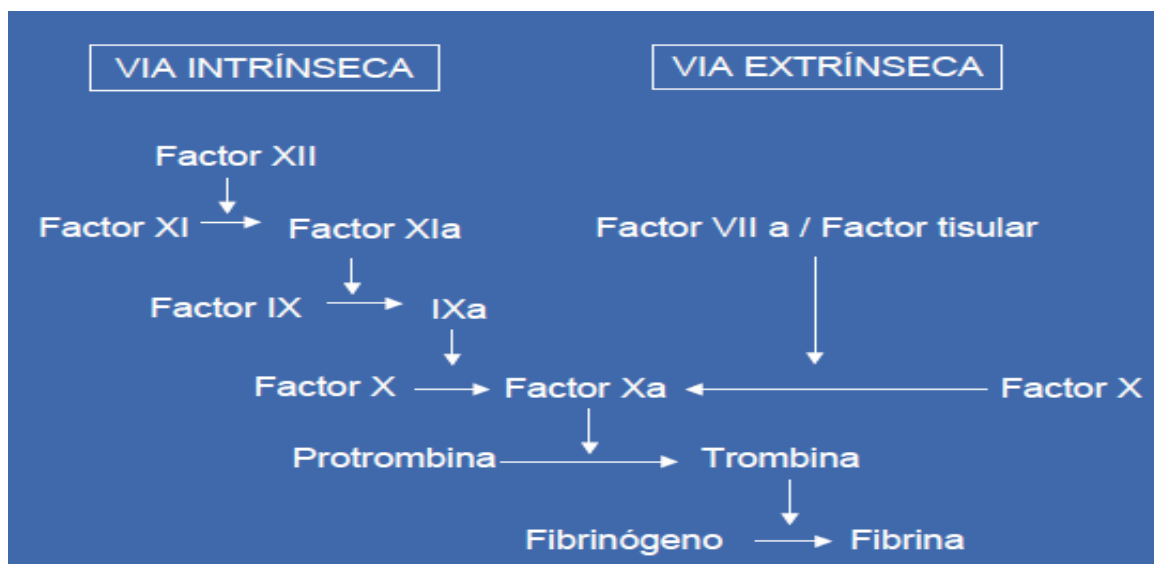 VIA INTRÍNSECA VIA EXTRÍNSECA
Factor XII
Factor XI Factor XIa Factor VII a / Factor tisular
Factor IX IXa
Factor X Factor Xa Factor X
Protrombina Trombina
Fibrinógeno Fibrina